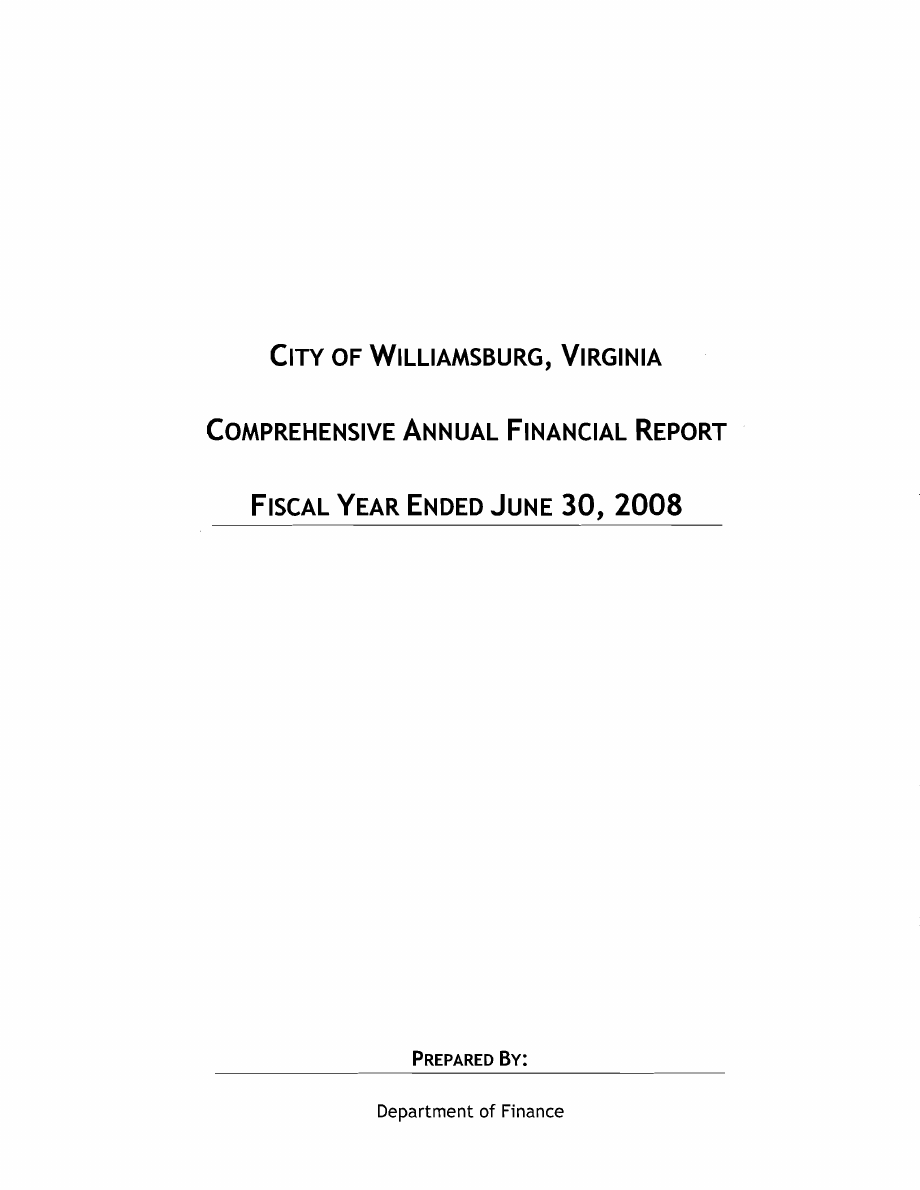 CITY OF WILLIAMSBURG, VIRGINIA
COMPREHENSIVE ANNUAL FINANCIAL REPORT
FISCAL YEAR ENDED JUNE 30, 2008
PREPARED BY:
Department of Finance